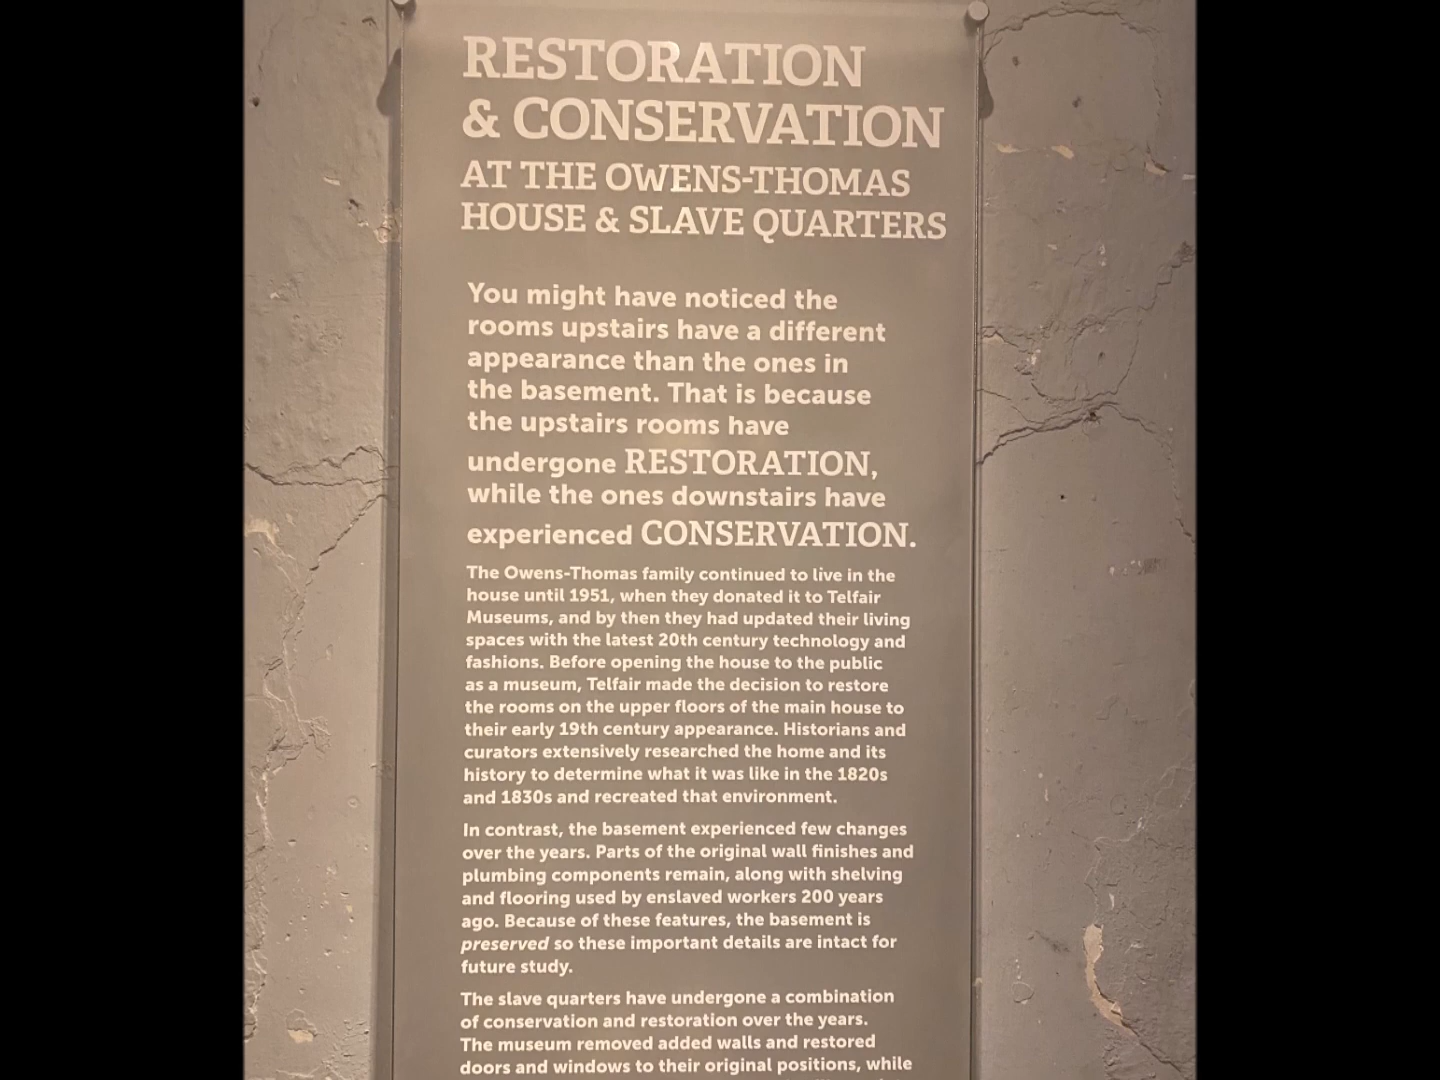 RESTORATION
& CONSERVATION
AT THE OWENS-THOMAS
HOUSE & SLAVE QUARTERS
You might have noticed the
rooms upstairs have a different
appearance than the ones in
the basement. That is because
the upstairs rooms have
undergone RESTORATION,
while the ones downstairs have
experienced CONSERVATION.
The Owens-Thomas family continued to live in the
house until 1951, when they donated it to Telfair
Museums, and by then they had updated their living
spaces with the latest 20th century technology and
fashions. Before opening the house to the public
as a museum, Telfair made the decision to restore
the rooms on the upper floors of the main house to
their early 19th century appearance. Historians and
curators extensively researched the home and its
history to determine what it was like in the 1820s
and 1830s and recreated that environment.
In contrast, the basement experienced few changes
over the years. Parts of the original wall finishes and
plumbing components remain, along with shelving
and flooring used by enslaved workers 200 years
ago. Because of these features, the basement is
preserved so these important details are intact for
future study.
The slave quarters have undergone a combination
of conservation and restoration over the years.
The museum removed added walls and restored
doors and windows to their original positions, while